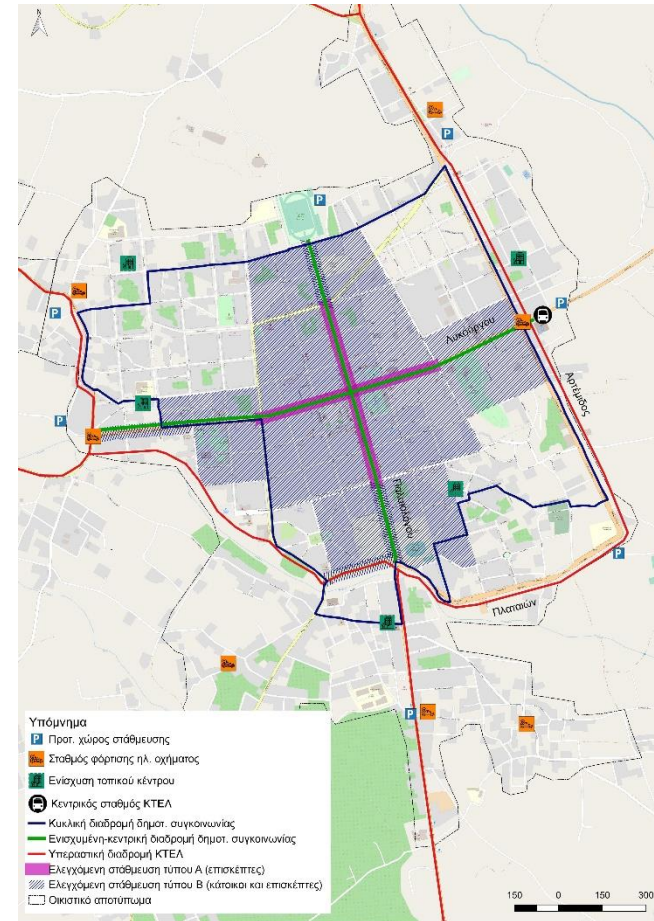 P
P
P
Λυκούργου
P
P
Αρτέμιδος
P
Παλαιολόγου
P
Πλαταιών
P
Υπόμνημα
P Προτ. χώρος στάθμευσης
Σταθμός φόρτισης ηλ. οχήματος
Ενίσχυση τοπικού κέντρου
Κεντρικός σταθμός ΚΤΕΛ
Κυκλική διαδρομή δημοτ. συγκοινωνίας
Ενισχυμένη-κεντρική διαδρομή δημοτ. συγκοινωνίας
Υπεραστική διαδρομή ΚΤΕΛ
Ελεγχόμενη στάθμευση τύπου Α (επισκέπτες)
Ελεγχόμενη στάθμευση τύπου Β (κάτοικοι και επισκέπτες)
Οικιστικό αποτύπωμα
150 0 150 300